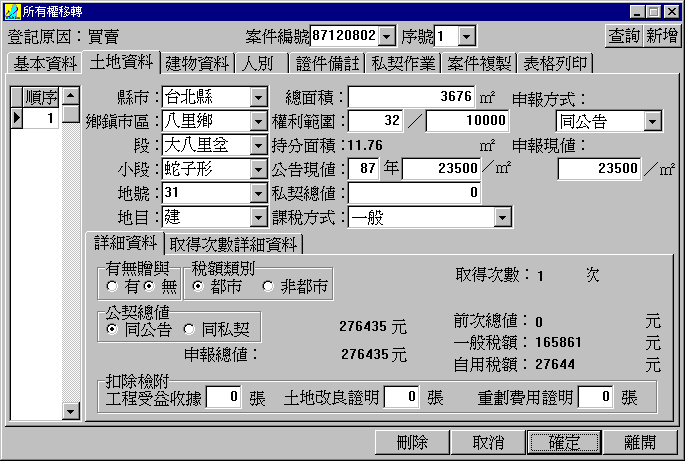 所有權移轉
登記原因：買賣 案件編號 87120802 序號 1 查詢 新增
基本資料 土地資料 建物資料 人別 證件備註 私契作業 案件複製 表格列印
順序
1
縣市：台北縣 總面積： 3676 ㎡ 申報方式：
鄉鎮市區：八里鄉 權利範圍： 32 ／ 10000 同公告
段：大八里坌 持分面積：11.76 ㎡ 申報現值：
小段：蛇子形 公告現值： 87 年 23500 ／㎡ 23500 ／㎡
地號：31 私契總值： 0
地目：建 課稅方式：一般
詳細資料 取得次數詳細資料
有無贈與 稅額類別 取得次數：1 次
有 無 都市 非都市
公契總值
同公告 同私契 276435 元 前次總值：0 元
一般稅額：165861 元
申報總值： 276435 元 自用稅額：27644 元
扣除檢附
工程受益收據 0 張 土地改良證明 0 張 重劃費用證明 0 張
刪除 取消 確定 離開